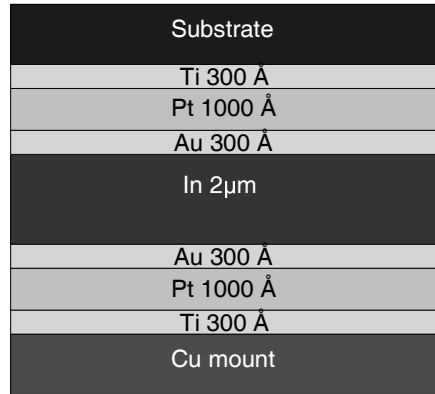 Substrate
Ti 300 Å
Pt 1000 Å
Au 300 Å
In 2µm
Au 300 Å
Pt 1000 Å
Ti 300 Å
Cu mount